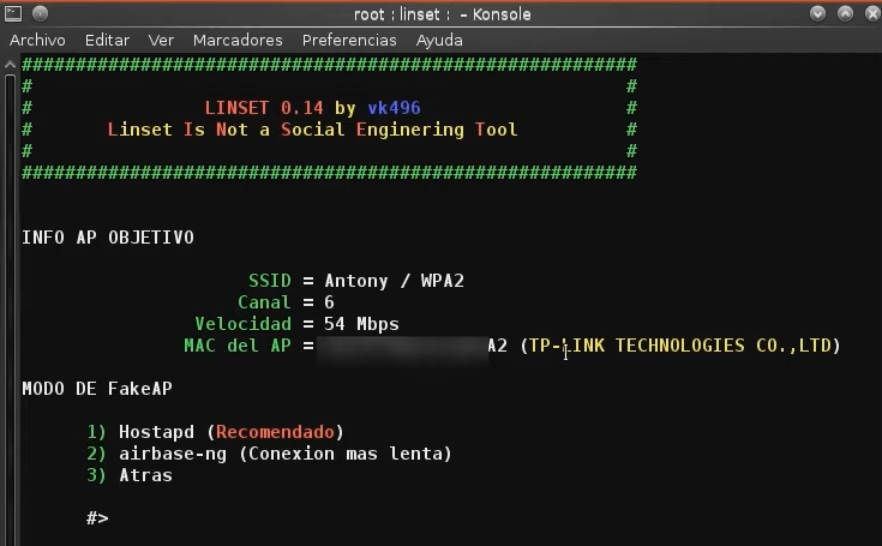 root : linset : – Konsole
Archivo Editar Ver Marcadores Preferencias Ayuda
#########################################################
# #
# LINSET 0.14 by vk496 #
# Linset Is Not a Social Enginering Tool #
# #
#########################################################
INFO AP OBJETIVO
SSID = Antony / WPA2
Canal = 6
Velocidad = 54 Mbps
MAC del AP = A2 (TP-LINK TECHNOLOGIES CO.,LTD)
MODO DE FakeAP
1) Hostapd (Recomendado)
2) airbase-ng (Conexion mas lenta)
3) Atras
#>